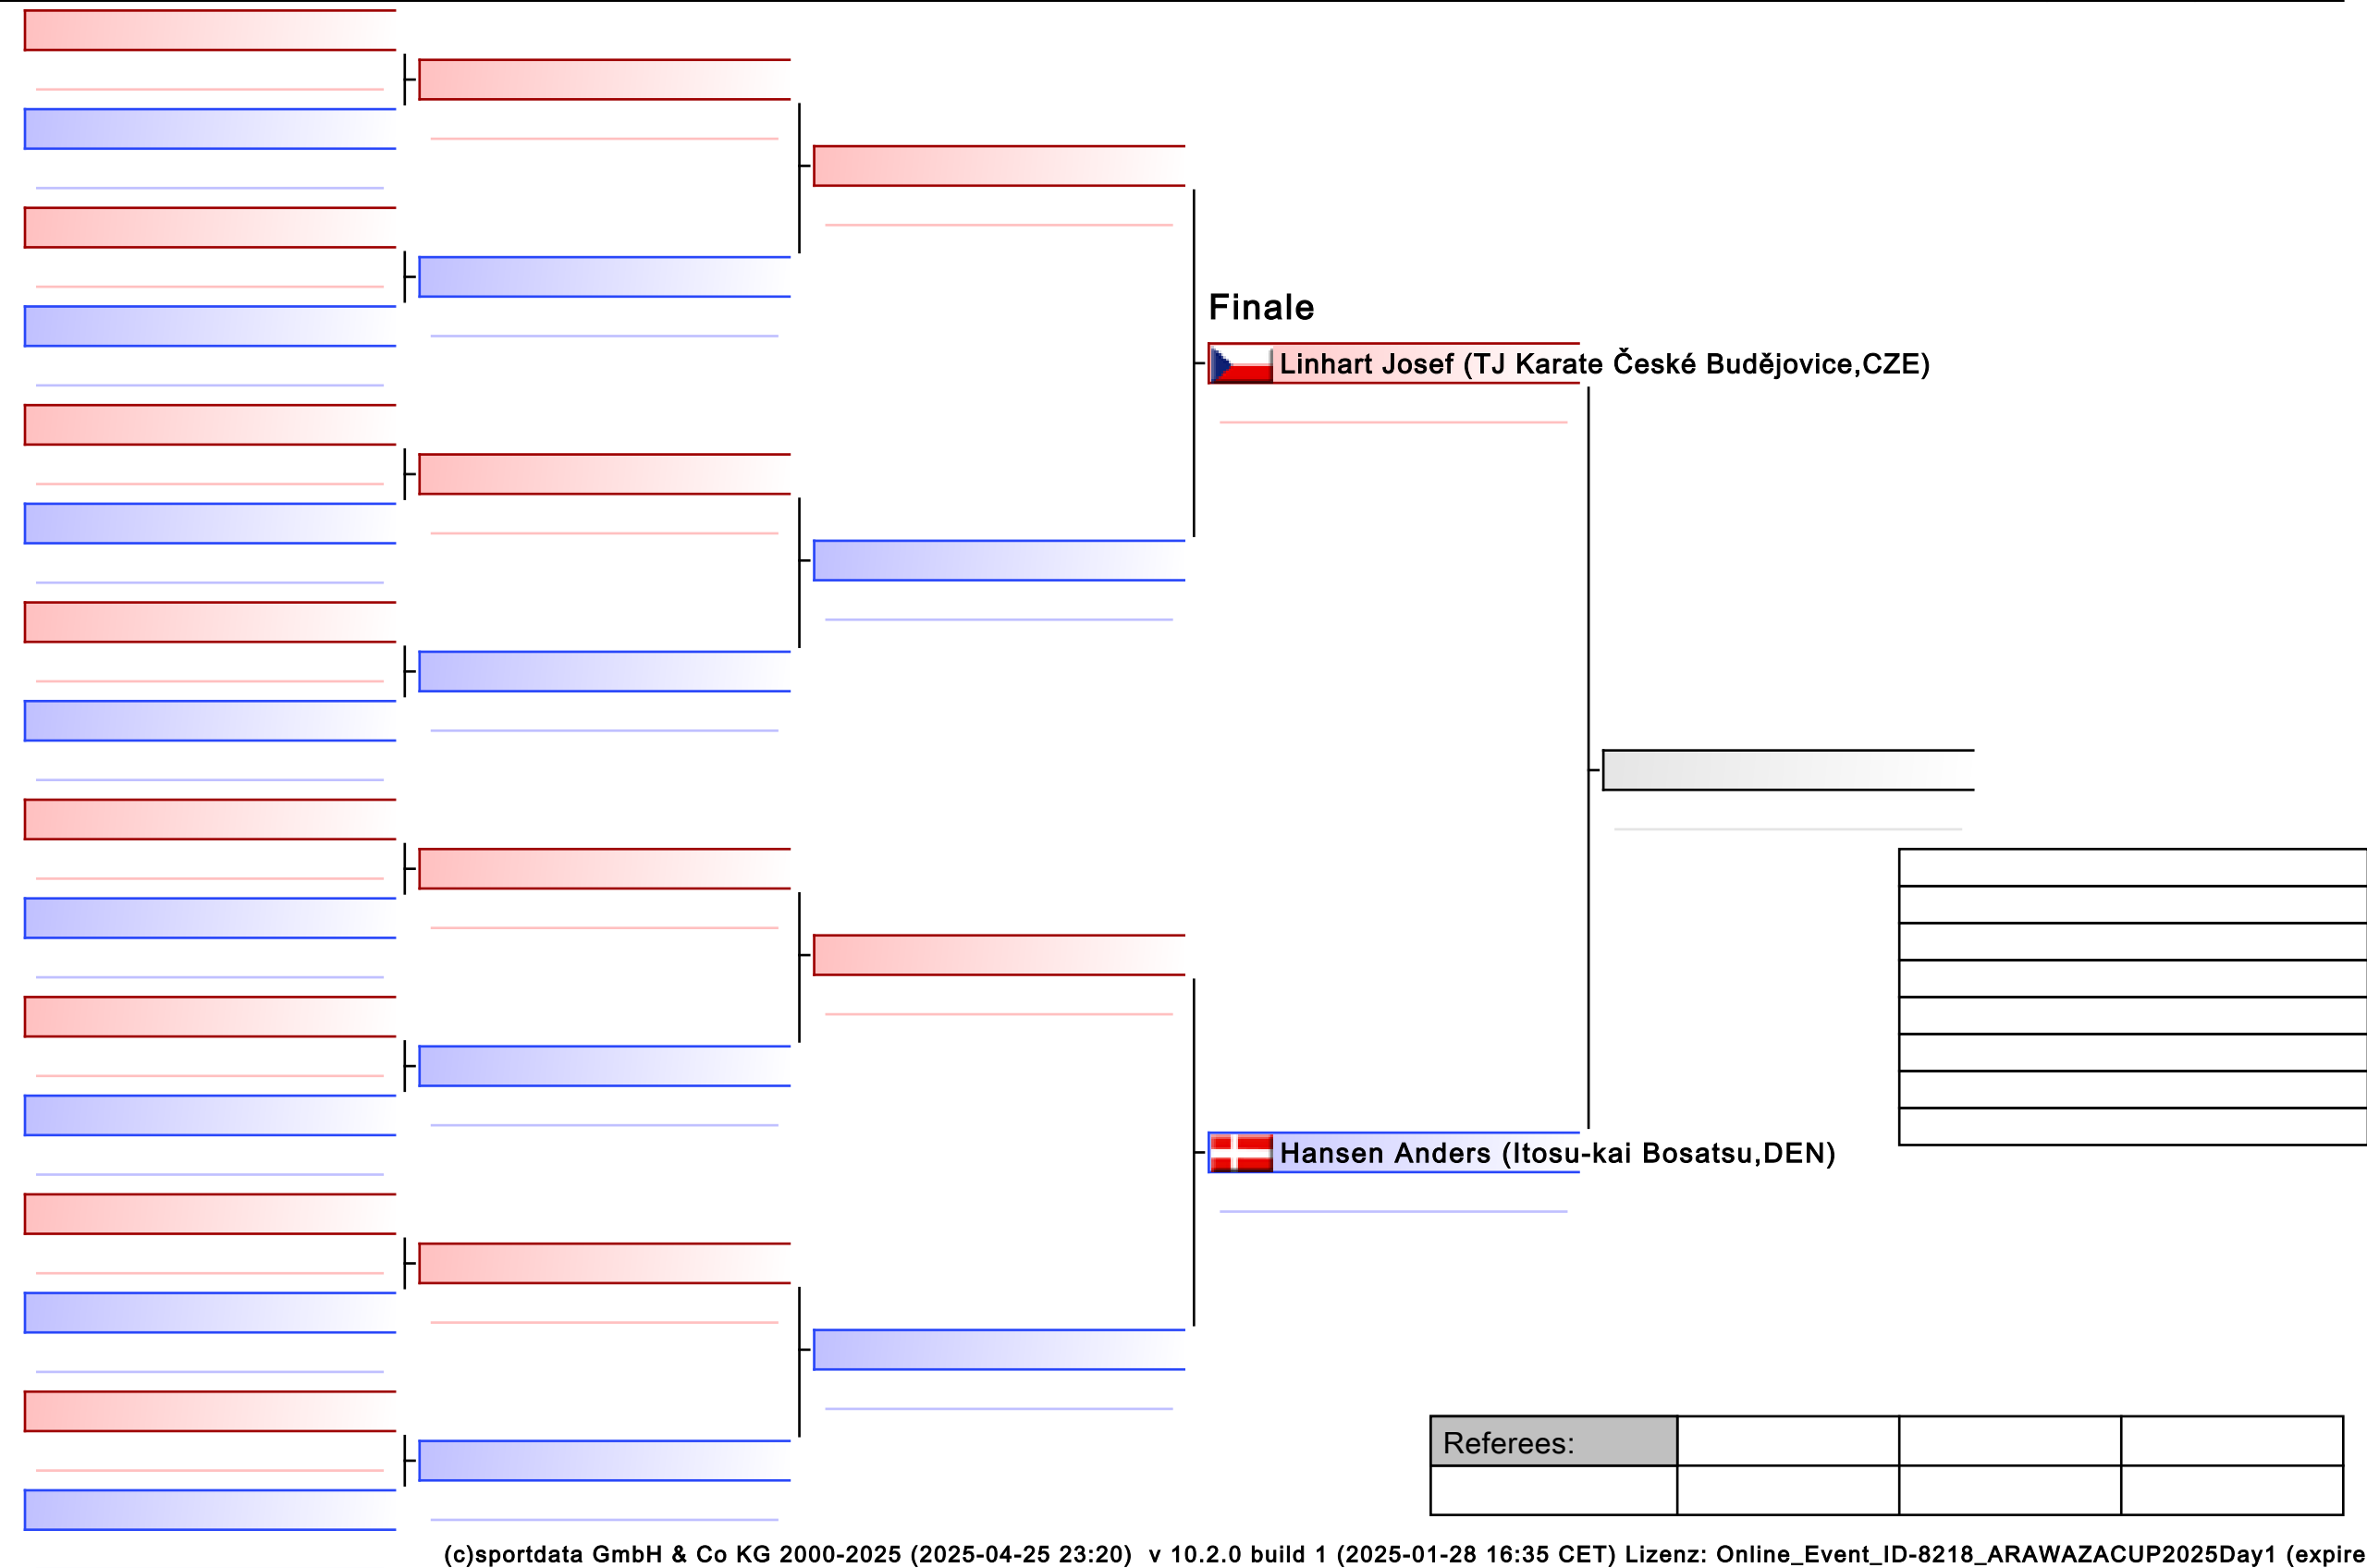 Finale
Linhart Josef (TJ Karate České Budějovice,CZE)
Hansen Anders (Itosu-kai Bosatsu,DEN)
Referees:
(c)sportdata GmbH & Co KG 2000-2025 (2025-04-25 23:20) v 10.2.0 build 1 (2025-01-28 16:35 CET) Lizenz: Online_Event_ID-8218_ARAWAZACUP2025Day1 (expire